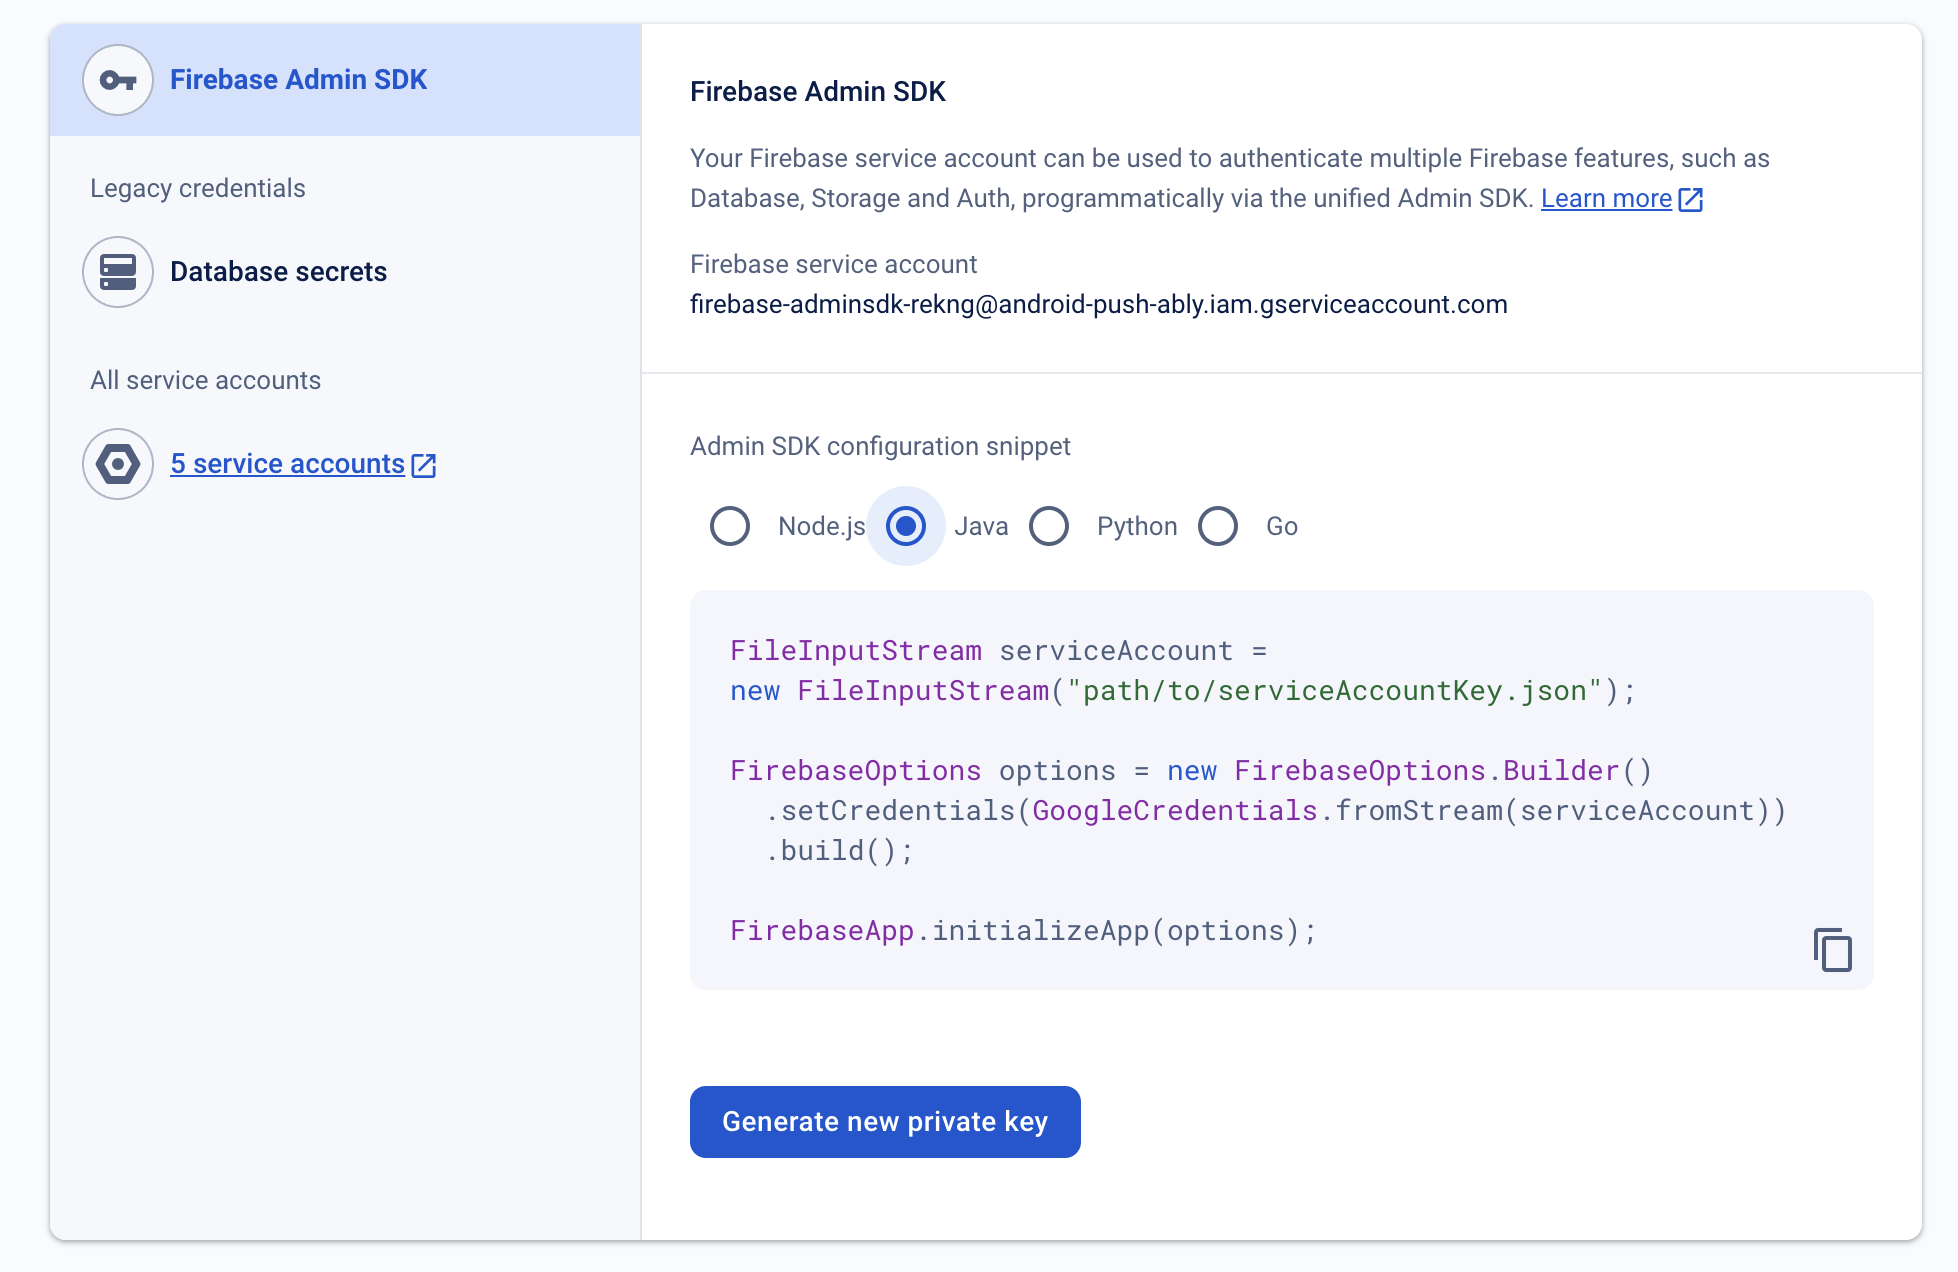 Firebase Admin SDK
Legacy credentials
Database secrets
All service accounts
5 service accounts
Firebase Admin SDK
Your Firebase service account can be used to authenticate multiple Firebase features, such as
Database, Storage and Auth, programmatically via the unified Admin SDK. Learn more
Firebase service account
firebase-adminsdk-rekng@android-push-ably.iam.gserviceaccount.com
Admin SDK configuration snippet
Node.js Java Python Go
FileInputStream serviceAccount =
new FileInputStream("path/to/serviceAccountKey.json");
FirebaseOptions options = new FirebaseOptions.Builder()
  .setCredentials(GoogleCredentials.fromStream(serviceAccount))
  .build();
FirebaseApp.initializeApp(options);
Generate new private key